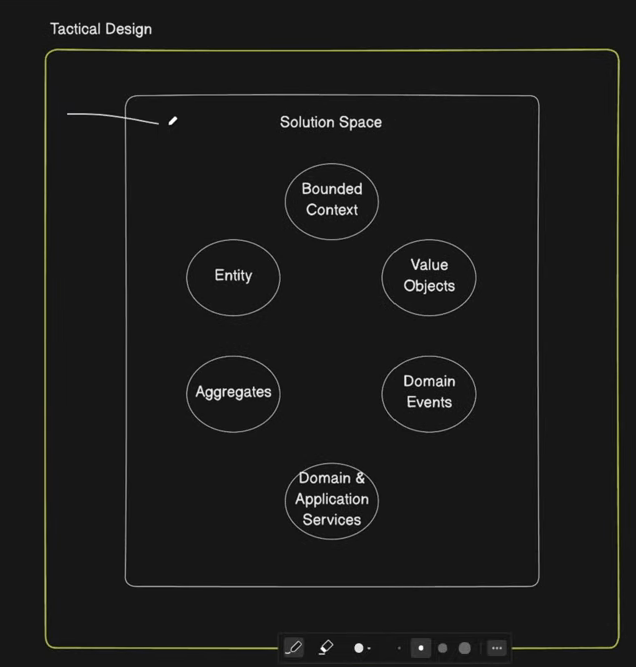 Tactical Design
Solution Space
Bounded
Context
Entity
Value
Objects
Aggregates
Domain
Events
Domain &
Application
Services